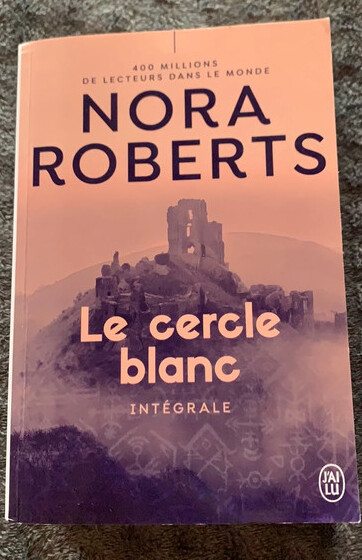 400 MILLIONS
DE LECTEURS DANS LE MONDE
NORA
ROBERTS
Le cercle
blanc
INTÉGRALE
J'AI
LU